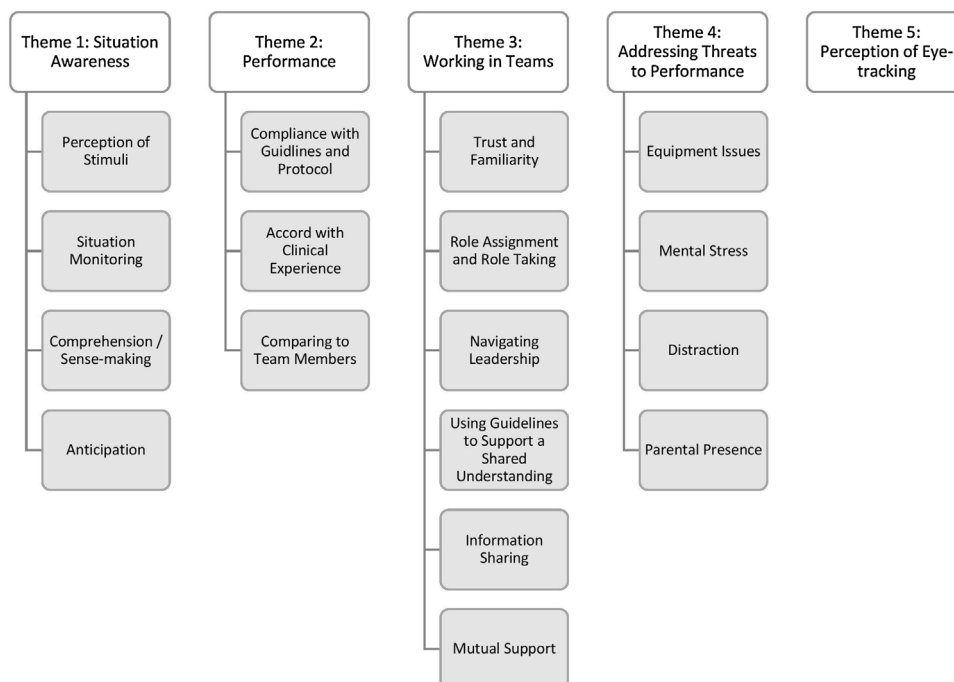 Theme 1: Situation
Awareness
Perception of
Stimuli
Situation
Monitoring
Comprehension /
Sense-making
Anticipation
Theme 2:
Performance
Compliance with
Guidlines and
Protocol
Accord with
Clinical
Experience
Comparing to
Team Members
Theme 3:
Working in Teams
Trust and
Familiarity
Role Assignment
and Role Taking
Navigating
Leadership
Using Guidelines
to Support a
Shared
Understanding
Information
Sharing
Mutual Support
Theme 4:
Addressing Threats
to Performance
Equipment Issues
Mental Stress
Distraction
Parental Presence
Theme 5:
Perception of Eye-
tracking